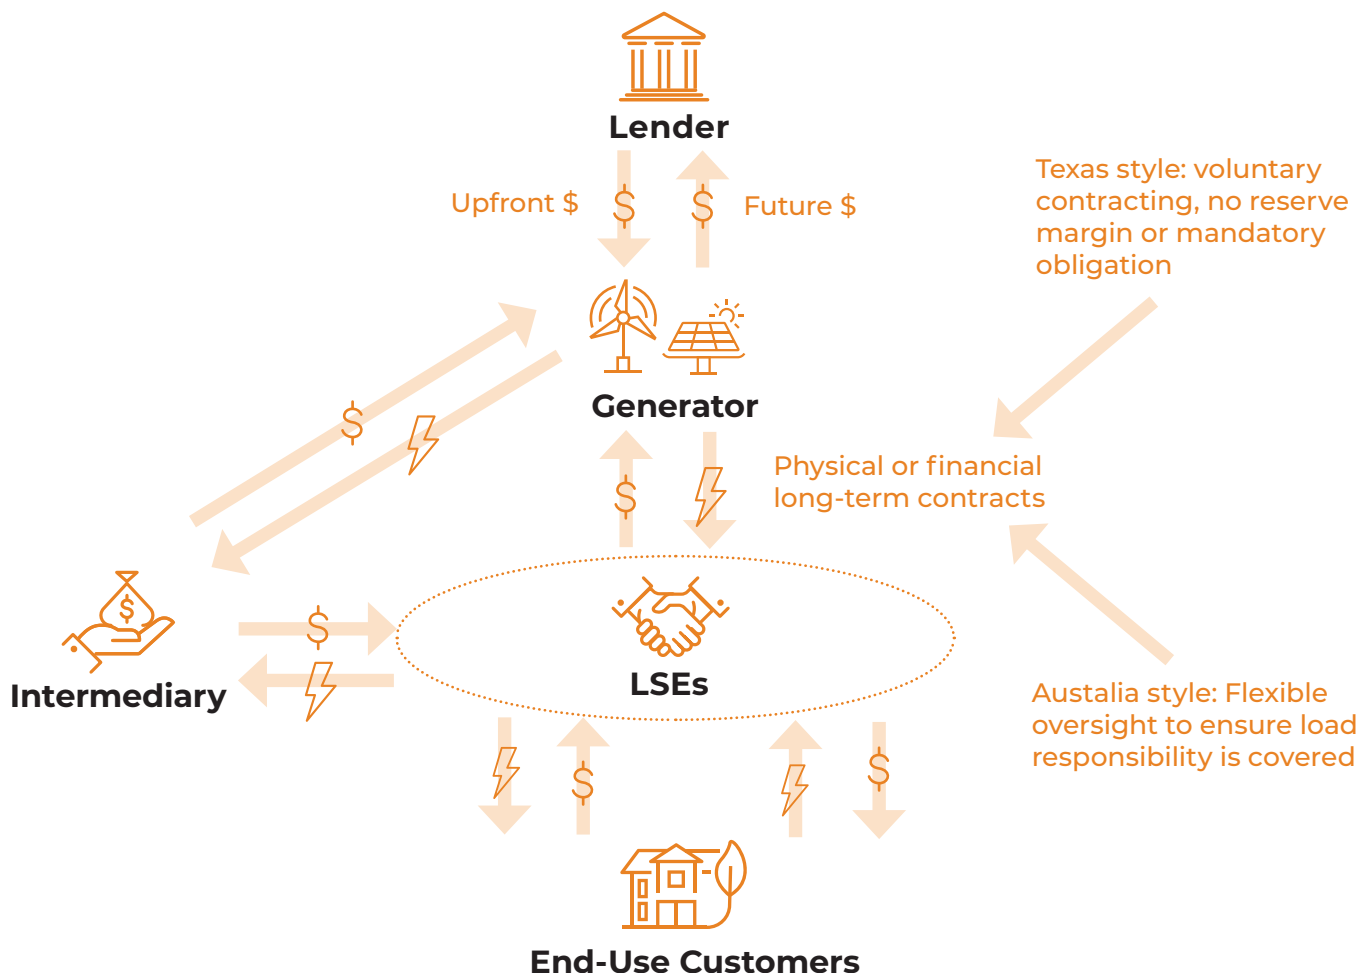 Lender
Upfront $
$
$
Future $
Texas style: voluntary
contracting, no reserve
margin or mandatory
obligation
Generator
$
Physical or financial
long-term contracts
$
$
$
LSEs
Intermediary
Austalia style: Flexible
oversight to ensure load
responsibility is covered
$
$
End-Use Customers